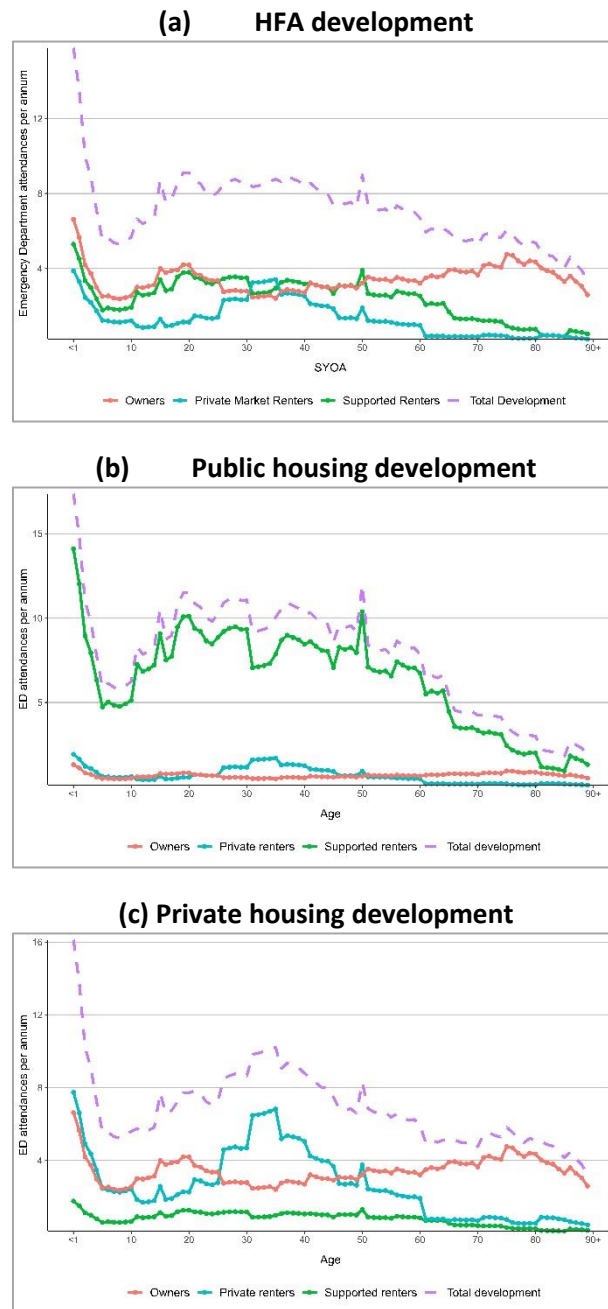 (a) HFA development
Emergency Department attendances per annum
12
8
4
<1 10 20 30 40 50 60 70 80 90+
SYOA
Owners Private Market Renters Supported Renters Total Development
(b) Public housing development
ED attendances per annum
15
10
5
<1 10 20 30 40 50 60 70 80 90+
Age
Owners Private renters Supported renters Total development
(c) Private housing development
ED attendances per annum
16
12
8
4
<1 10 20 30 40 50 60 70 80 90+
Age
Owners Private renters Supported renters Total development